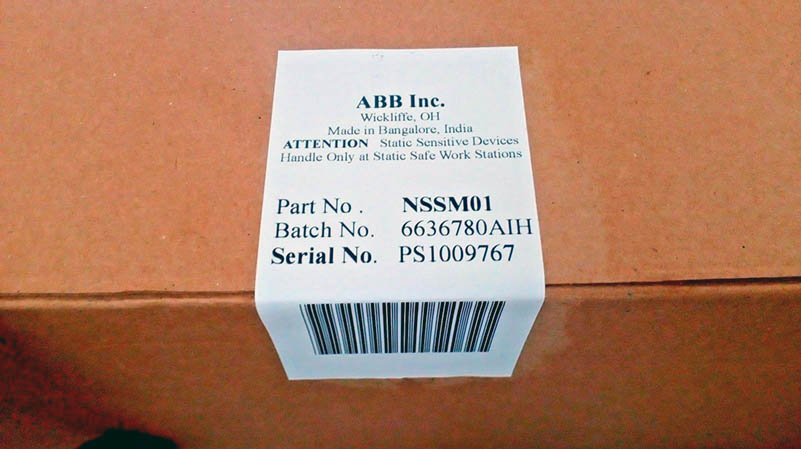 ABB Inc.
Wickliffe, OH
Made in Bangalore, India
ATTENTION Static Sensitive Devices
Handle Only at Static Safe Work Stations
Part No . NSSM01
Batch No. 6636780AIH
Serial No. PS1009767